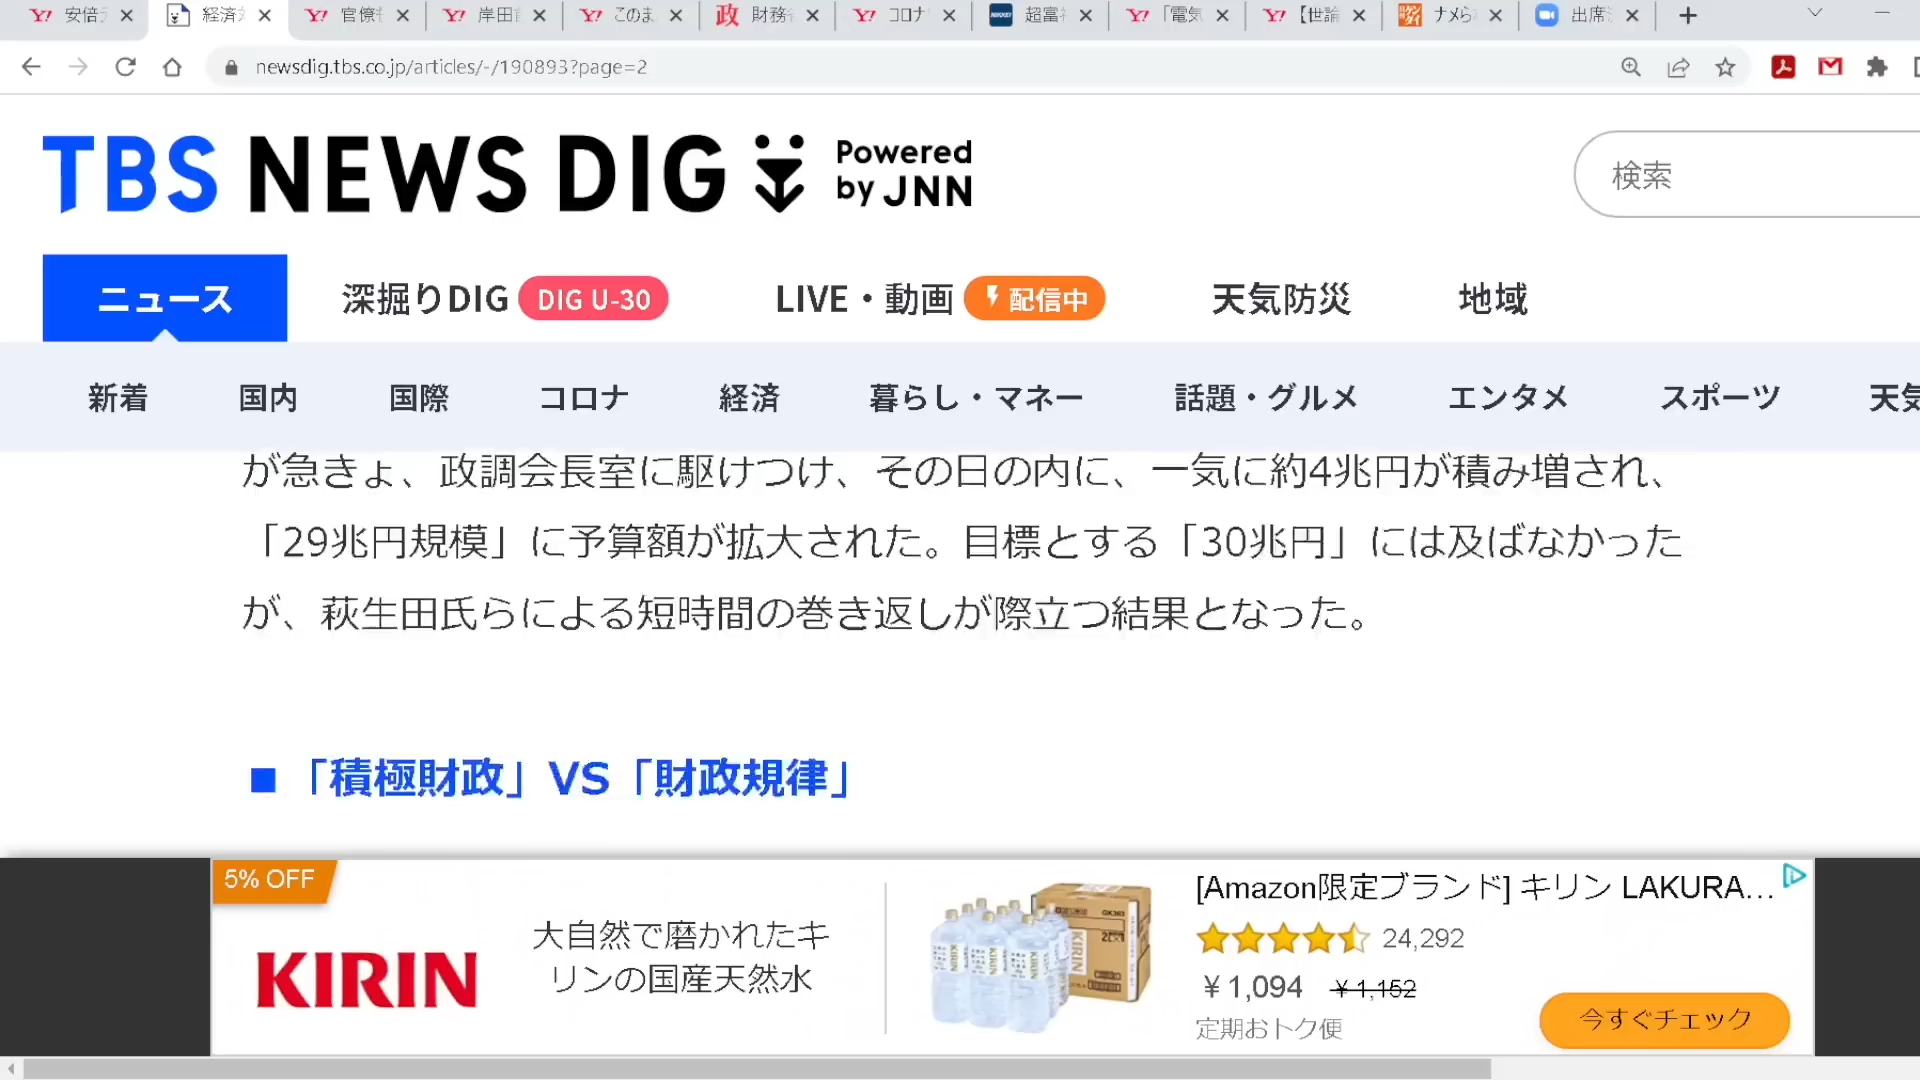 安倍
経済
官僚
岸田
このま
財務
コロナ
超富
「電気
【世論
ナメら
出席
newsdig.tbs.co.jp/articles/-/190893?page=2
TBS NEWS DIG Powered by JNN
検索
ニュース 深掘りDIG DIG U-30 LIVE・動画 配信中 天気防災 地域
新着 国内 国際 コロナ 経済 暮らし・マネー 話題・グルメ エンタメ スポーツ 天気
が急きょ、政調会長室に駆けつけ、その日の内に、一気に約4兆円が積み増され、
「29兆円規模」に予算額が拡大された。目標とする「30兆円」には及ばなかった
が、萩生田氏らによる短時間の巻き返しが際立つ結果となった。
■ 「積極財政」VS「財政規律」
5% OFF
KIRIN
大自然で磨かれたキ
リンの国産天然水
[Amazon限定ブランド] キリン LAKURA...
24,292
￥1,094 ￥1,152
定期おトク便
今すぐチェック